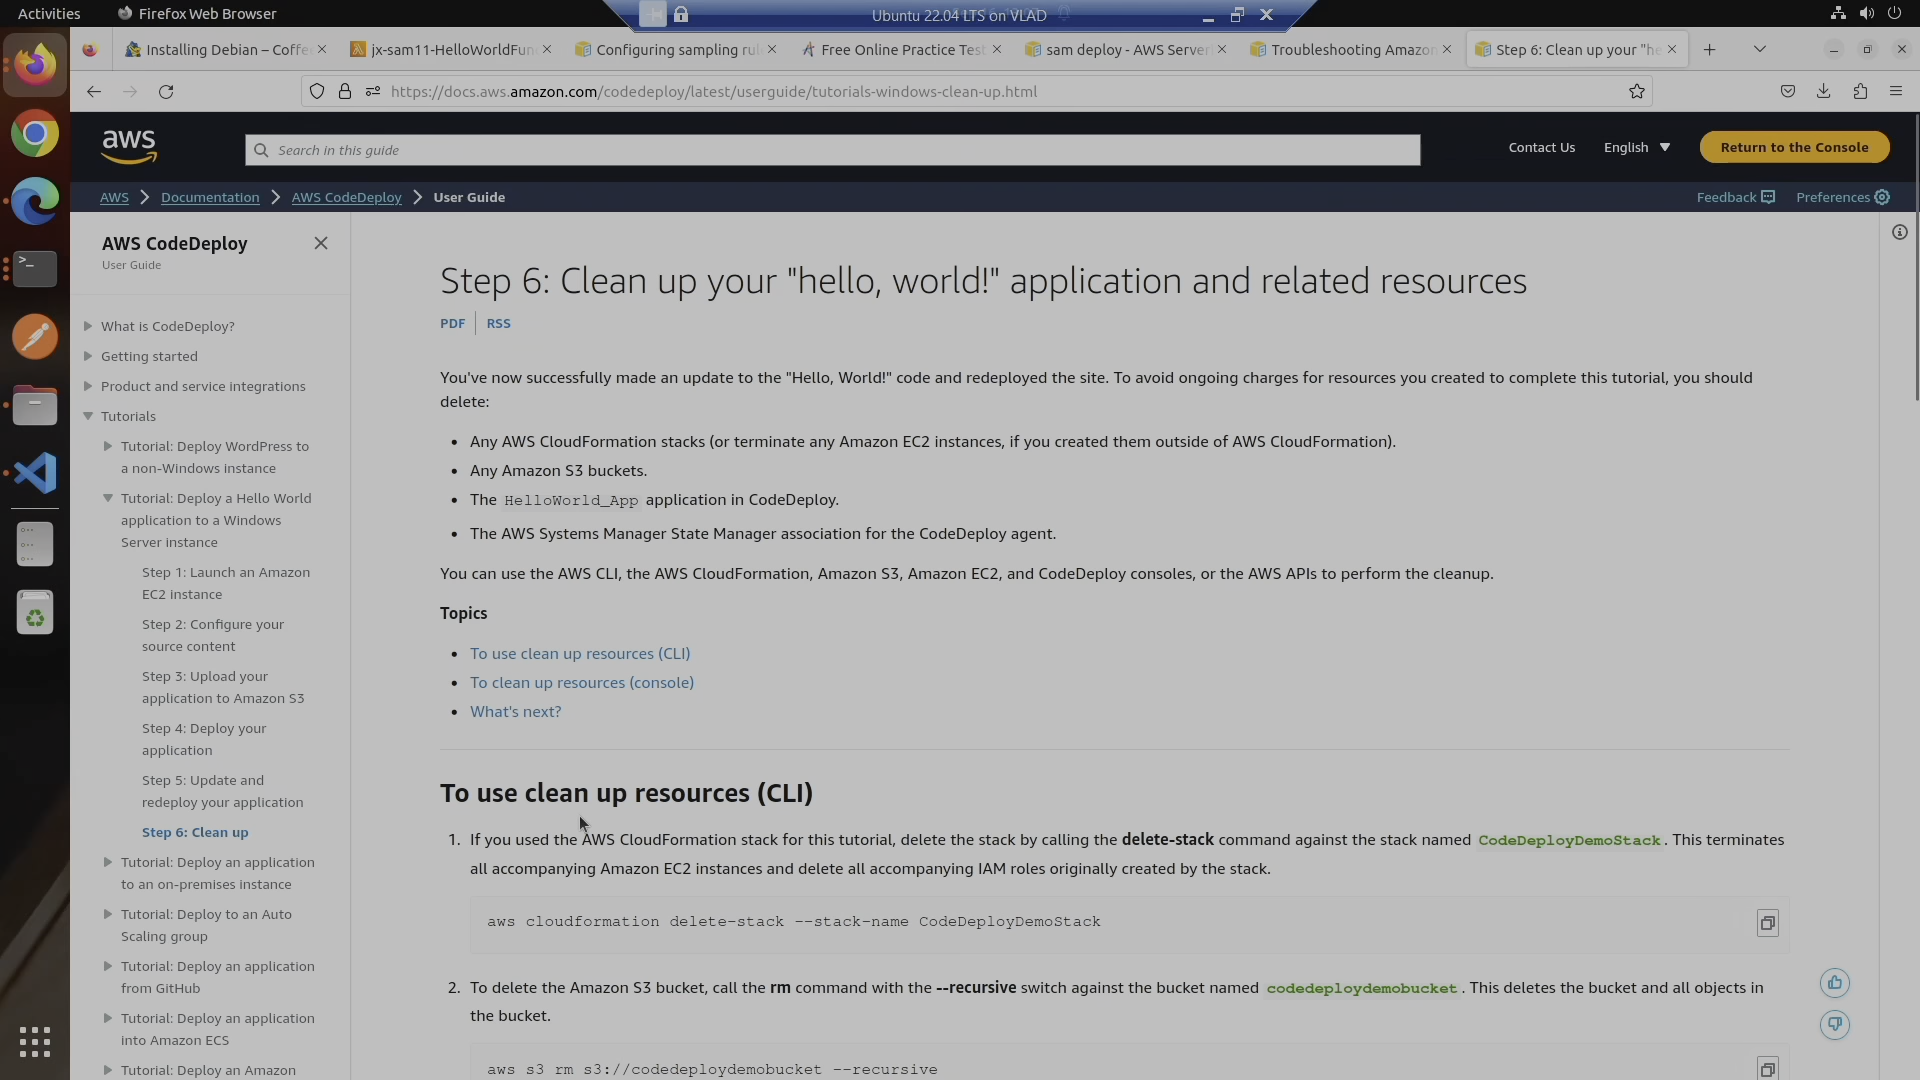 Activities Firefox Web Browser
Ubuntu 22.04 LTS on VLAD
Installing Debian – Coffe
jx-sam11-HelloWorldFun
Configuring sampling rul
Free Online Practice Test
sam deploy - AWS Server
Troubleshooting Amazon
Step 6: Clean up your "he
https://docs.aws.amazon.com/codedeploy/latest/userguide/tutorials-windows-clean-up.html
aws
Search in this guide
Contact Us
English
Return to the Console
AWS
Documentation
AWS CodeDeploy
User Guide
Feedback
Preferences
AWS CodeDeploy
User Guide
What is CodeDeploy?
Getting started
Product and service integrations
Tutorials
Tutorial: Deploy WordPress to
a non-Windows instance
Tutorial: Deploy a Hello World
application to a Windows
Server instance
Step 1: Launch an Amazon
EC2 instance
Step 2: Configure your
source content
Step 3: Upload your
application to Amazon S3
Step 4: Deploy your
application
Step 5: Update and
redeploy your application
Step 6: Clean up
Tutorial: Deploy an application
to an on-premises instance
Tutorial: Deploy to an Auto
Scaling group
Tutorial: Deploy an application
from GitHub
Tutorial: Deploy an application
into Amazon ECS
Tutorial: Deploy an Amazon
Step 6: Clean up your "hello, world!" application and related resources
PDF
RSS
You've now successfully made an update to the "Hello, World!" code and redeployed the site. To avoid ongoing charges for resources you created to complete this tutorial, you should
delete:
• Any AWS CloudFormation stacks (or terminate any Amazon EC2 instances, if you created them outside of AWS CloudFormation).
• Any Amazon S3 buckets.
• The HelloWorld_App application in CodeDeploy.
• The AWS Systems Manager State Manager association for the CodeDeploy agent.
You can use the AWS CLI, the AWS CloudFormation, Amazon S3, Amazon EC2, and CodeDeploy consoles, or the AWS APIs to perform the cleanup.
Topics
• To use clean up resources (CLI)
• To clean up resources (console)
• What's next?
To use clean up resources (CLI)
1. If you used the AWS CloudFormation stack for this tutorial, delete the stack by calling the delete-stack command against the stack named CodeDeployDemoStack. This terminates
all accompanying Amazon EC2 instances and delete all accompanying IAM roles originally created by the stack.
aws cloudformation delete-stack --stack-name CodeDeployDemoStack
2. To delete the Amazon S3 bucket, call the rm command with the --recursive switch against the bucket named codedeploydemobucket. This deletes the bucket and all objects in
the bucket.
aws s3 rm s3://codedeploydemobucket --recursive